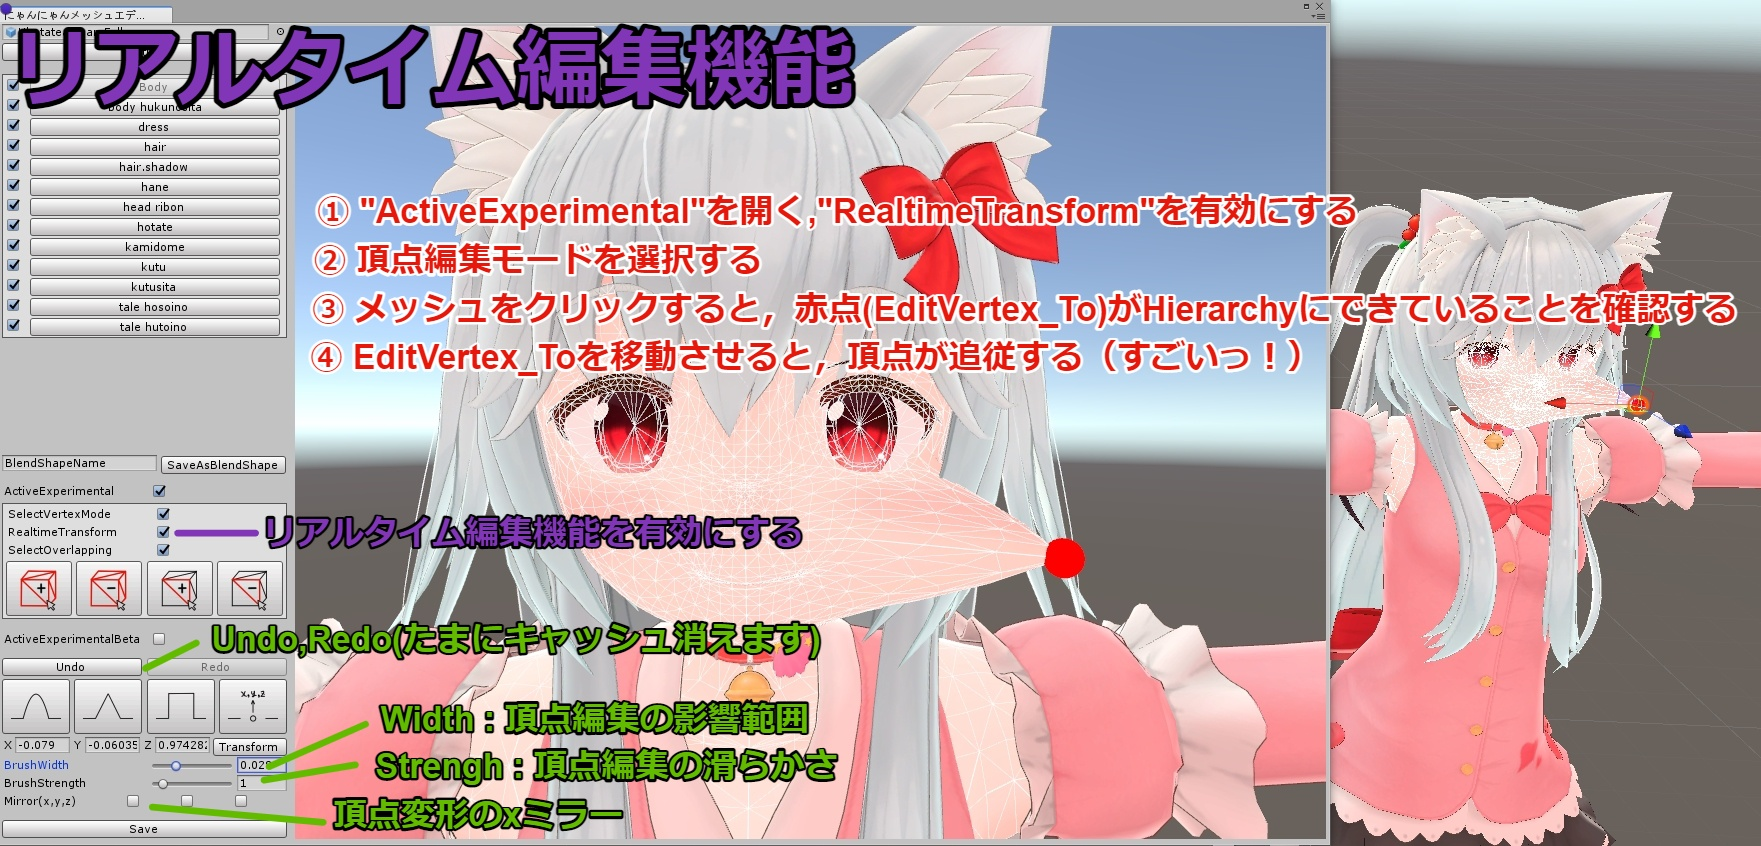 にゃんにゃんメッシュエデ...
リアルタイム編集機能
Body
body hukunosita
dress
hair
hair.shadow
hane
head ribon
hotate
kamidome
kutu
kutusita
tale hosoino
tale hutoino
① "ActiveExperimental"を開く,"RealtimeTransform"を有効にする
② 頂点編集モードを選択する
③ メッシュをクリックすると，赤点(EditVertex_To)がHierarchyにできていることを確認する
④ EditVertex_Toを移動させると，頂点が追従する（すごいっ！）
BlendShapeName
SaveAsBlendShape
ActiveExperimental
SelectVertexMode
RealtimeTransform
リアルタイム編集機能を有効にする
SelectOverlapping
ActiveExperimentalBeta
Undo,Redo(たまにキャッシュ消えます)
Undo
Redo
x,y,z
X -0.079 Y -0.06035 Z 0.974282 Transform
Width：頂点編集の影響範囲
BrushWidth 0.028
Strengh：頂点編集の滑らかさ
BrushStrength 1
Mirror(x,y,z)
頂点変形のxミラー
Save